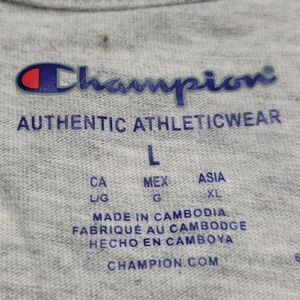 Champion
AUTHENTIC ATHLETICWEAR
L
CA MEX ASIA
L/G G XL
MADE IN CAMBODIA
FABRIQUÉ AU CAMBODGE
HECHO EN CAMBOYA
CHAMPION.COM